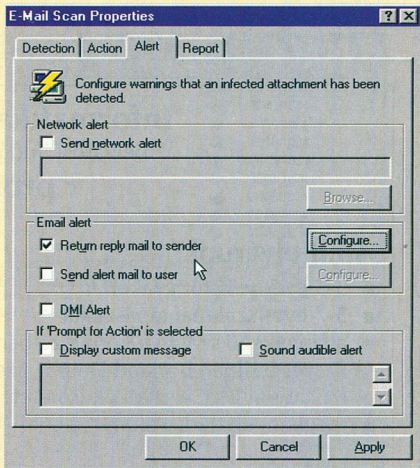 E-Mail Scan Properties
Detection Action Alert Report
Configure warnings that an infected attachment has been
detected.
Network alert
Send network alert
Browse...
Email alert
Return reply mail to sender
Configure...
Send alert mail to user
Configure...
DMI Alert
If 'Prompt for Action' is selected
Display custom message
Sound audible alert
OK Cancel Apply